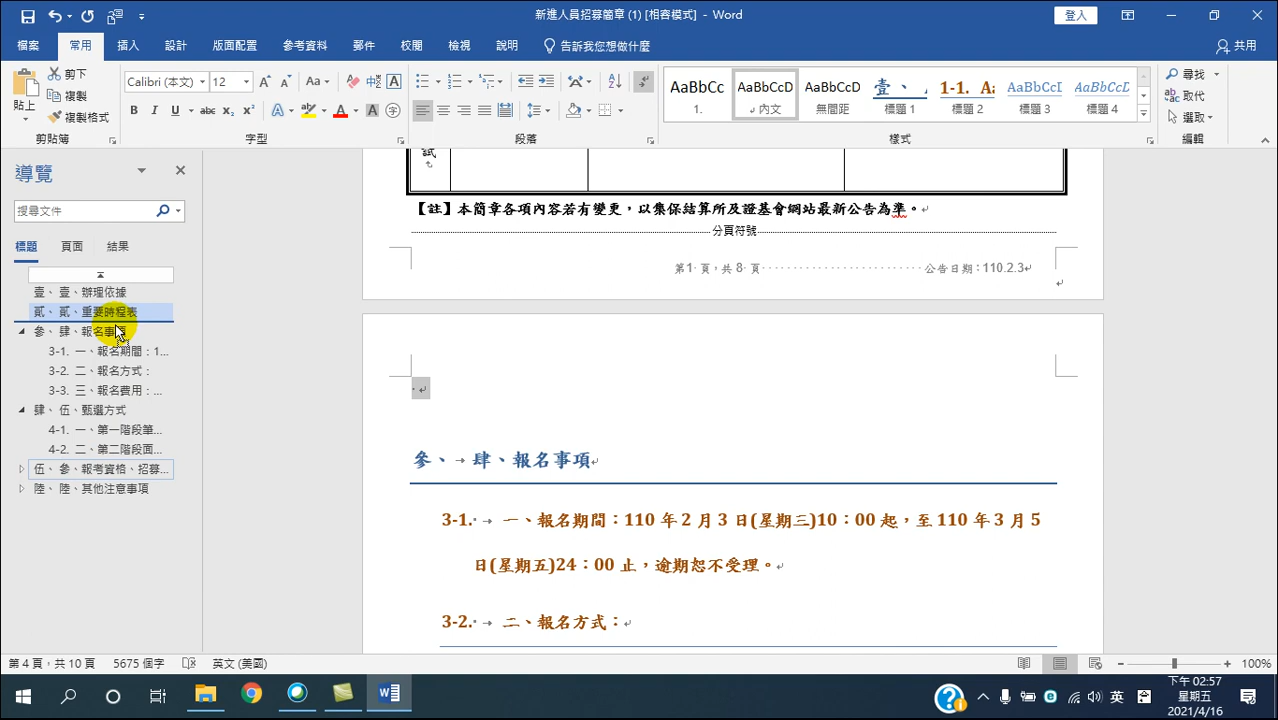 新進人員招募簡章 (1) [相容模式] - Word
登入
檔案 常用 插入 設計 版面配置 參考資料 郵件 校閱 檢視 說明 告訴我您想做什麼 共用
剪下
複製
複製格式
貼上
Calibri (本文) 12
AaBbCc AaBbCcD AaBbCcD 壹、 1-1. A AaBbCcI AaBbCcL
1. 內文 無間距 標題 1 標題 2 標題 3 標題 4
尋找
取代
選取
剪貼簿 字型 段落 樣式 編輯
導覽
搜尋文件
標題 頁面 結果
壹、 壹、辦理依據
貳、 貳、重要時程表
參、 肆、報名事項
3-1. 一、報名期間：1...
3-2. 二、報名方式：
3-3. 三、報名費用：...
肆、 伍、甄選方式
4-1. 一、第一階段筆...
4-2. 二、第二階段面...
伍、 參、報考資格、招募...
陸、 陸、其他注意事項
試
【註】本簡章各項內容若有變更，以集保結算所及證基會網站最新公告為準。
分頁符號
第1 頁，共 8 頁 公告日期：110.2.3
參、 肆、報名事項
3-1. 一、報名期間：110 年 2 月 3 日(星期三)10：00 起，至 110 年 3 月 5
日(星期五)24：00 止，逾期恕不受理。
3-2. 二、報名方式：
第 4 頁，共 10 頁 5675 個字 英文 (美國) 100%
英
下午 02:57
星期五
2021/4/16